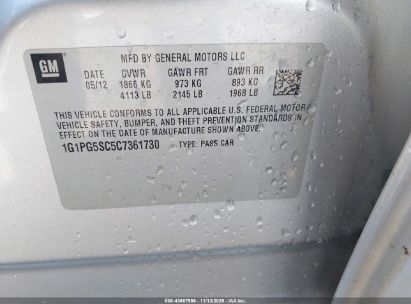 GM
MFD BY GENERAL MOTORS LLC
DATE GVWR GAWR FRT GAWR RR
05/12 1866 KG 973 KG 893 KG
4113 LB 2145 LB 1968 LB
THIS VEHICLE CONFORMS TO ALL APPLICABLE U.S. FEDERAL MOTOR
VEHICLE SAFETY, BUMPER, AND THEFT PREVENTION STANDARDS IN
EFFECT ON THE DATE OF MANUFACTURE SHOWN ABOVE.
1G1PG5SC5C7361730 TYPE: PASS CAR